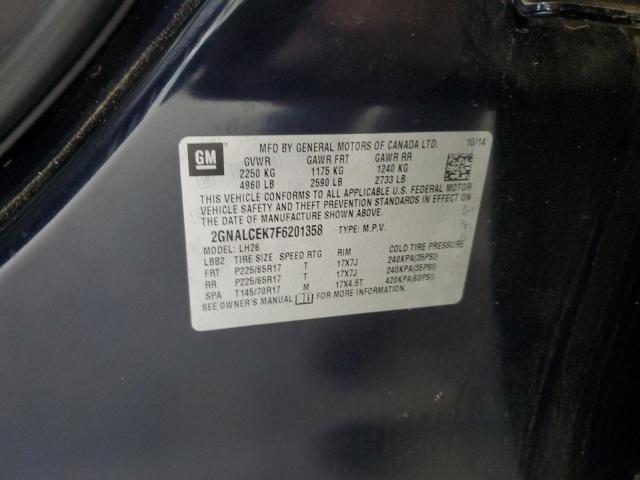 GM
MFD BY GENERAL MOTORS OF CANADA LTD. 10/14
GVWR GAWR FRT GAWR RR
2250 KG 1175 KG 1240 KG
4960 LB 2590 LB 2733 LB
THIS VEHICLE CONFORMS TO ALL APPLICABLE U.S. FEDERAL MOTOR
VEHICLE SAFETY AND THEFT PREVENTION STANDARDS IN EFFECT ON THE
DATE OF MANUFACTURE SHOWN ABOVE.
2GNALCEK7F6201358 TYPE: M.P.V.
MODEL: LH26
LBB2 TIRE SIZE SPEED RTG RIM COLD TIRE PRESSURE
FRT P225/65R17 T 17X7J 240KPA(35PSI)
RR P225/65R17 T 17X7J 240KPA(35PSI)
SPA T145/70R17 M 17X4.5T 420KPA(60PSI)
SEE OWNER'S MANUAL FOR MORE INFORMATION.